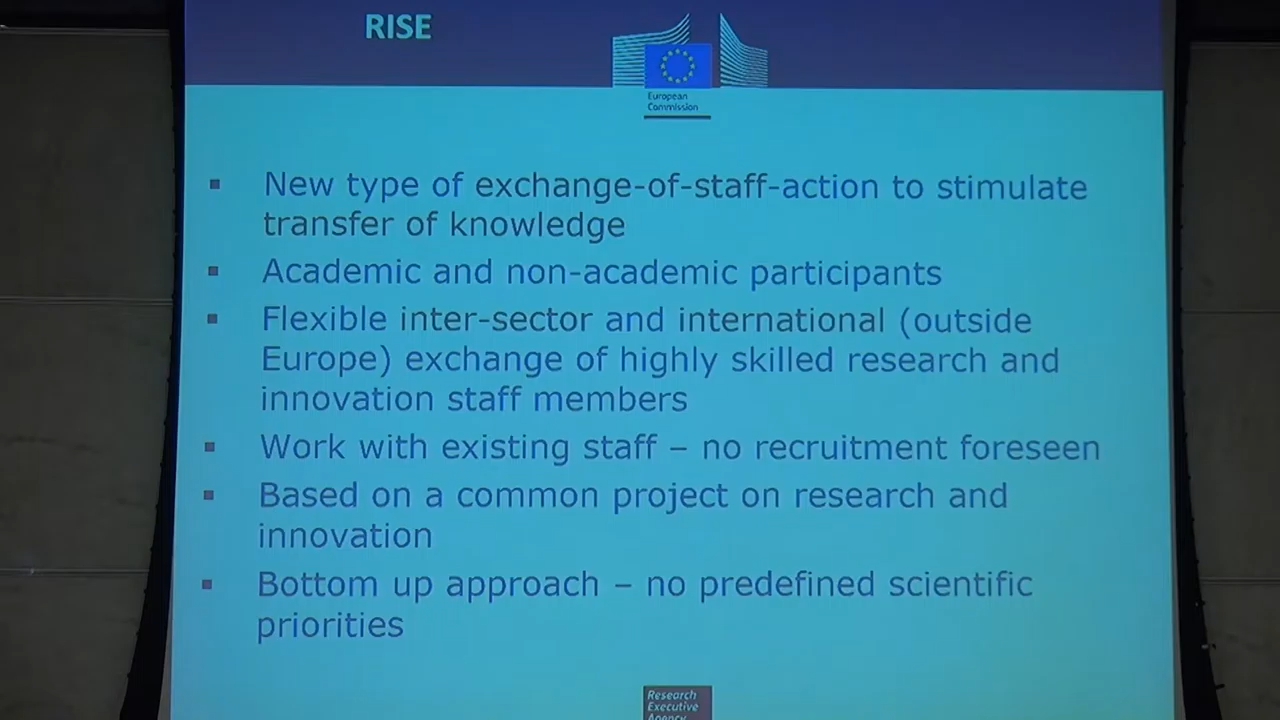 RISE
European
Commission
▪ New type of exchange-of-staff-action to stimulate
transfer of knowledge
▪ Academic and non-academic participants
▪ Flexible inter-sector and international (outside
Europe) exchange of highly skilled research and
innovation staff members
▪ Work with existing staff – no recruitment foreseen
▪ Based on a common project on research and
innovation
▪ Bottom up approach – no predefined scientific
priorities
Research
Executive
Agency